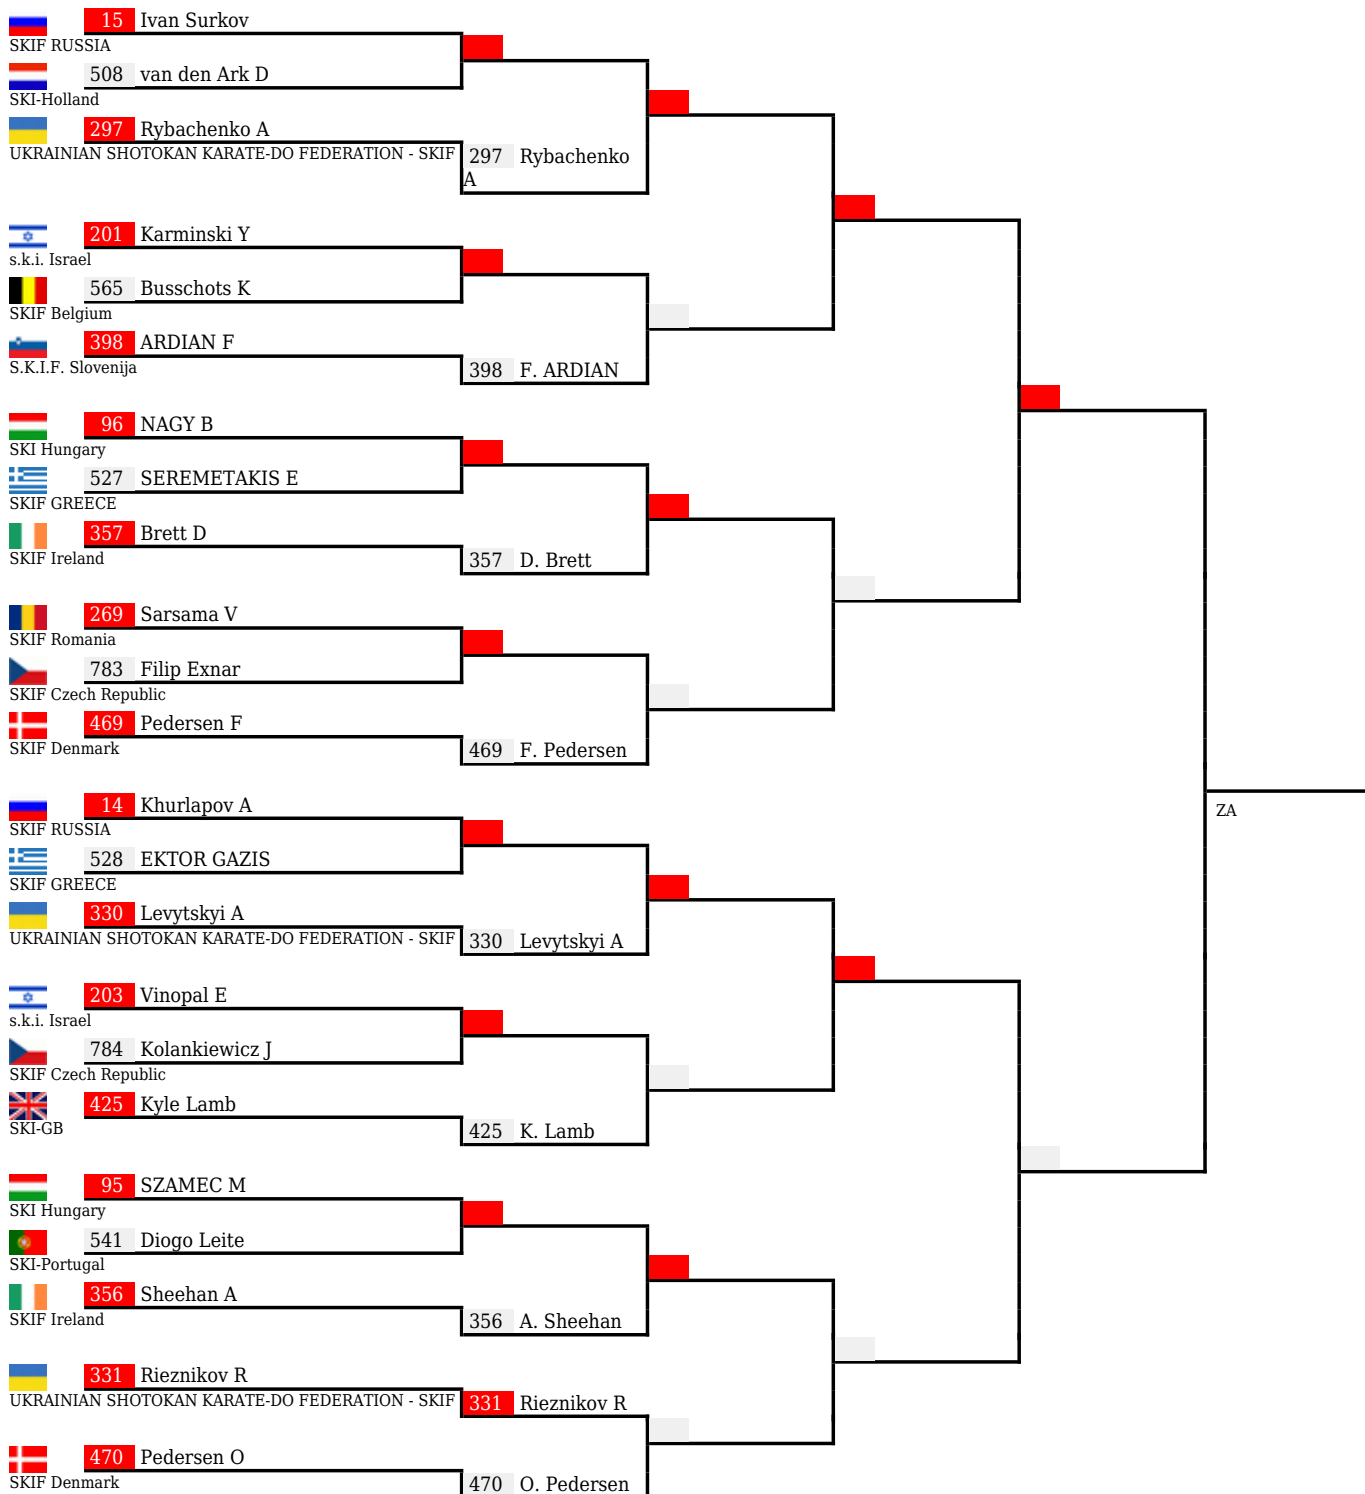 15 Ivan Surkov
SKIF RUSSIA
508 van den Ark D
SKI-Holland
297 Rybachenko A
UKRAINIAN SHOTOKAN KARATE-DO FEDERATION - SKIF
297 Rybachenko
A
201 Karminski Y
s.k.i. Israel
565 Busschots K
SKIF Belgium
398 ARDIAN F
S.K.I.F. Slovenija
398 F. ARDIAN
96 NAGY B
SKI Hungary
527 SEREMETAKIS E
SKIF GREECE
357 Brett D
SKIF Ireland
357 D. Brett
269 Sarsama V
SKIF Romania
783 Filip Exnar
SKIF Czech Republic
469 Pedersen F
SKIF Denmark
469 F. Pedersen
14 Khurlapov A
SKIF RUSSIA
ZA
528 EKTOR GAZIS
SKIF GREECE
330 Levytskyi A
UKRAINIAN SHOTOKAN KARATE-DO FEDERATION - SKIF
330 Levytskyi A
203 Vinopal E
s.k.i. Israel
784 Kolankiewicz J
SKIF Czech Republic
425 Kyle Lamb
SKI-GB
425 K. Lamb
95 SZAMEC M
SKI Hungary
541 Diogo Leite
SKI-Portugal
356 Sheehan A
SKIF Ireland
356 A. Sheehan
331 Rieznikov R
UKRAINIAN SHOTOKAN KARATE-DO FEDERATION - SKIF
331 Rieznikov R
470 Pedersen O
SKIF Denmark
470 O. Pedersen